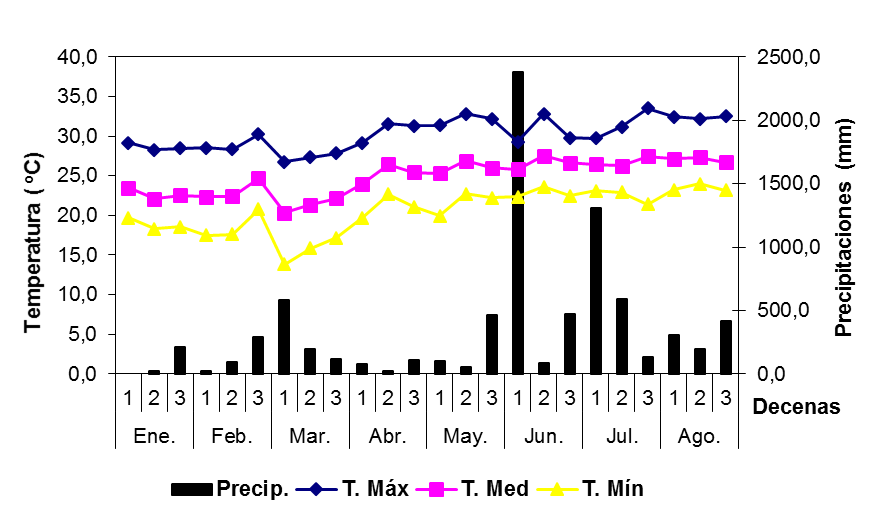 40,0 2500,0
35,0
30,0 2000,0
25,0
20,0 1500,0
15,0 1000,0
10,0
5,0 500,0
0,0 0,0
Temperatura ( ºC)
Precipitaciones (mm)
1 2 3 1 2 3 1 2 3 1 2 3 1 2 3 1 2 3 1 2 3 1 2 3 Decenas
Ene. Feb. Mar. Abr. May. Jun. Jul. Ago.
Precip. T. Máx T. Med T. Mín